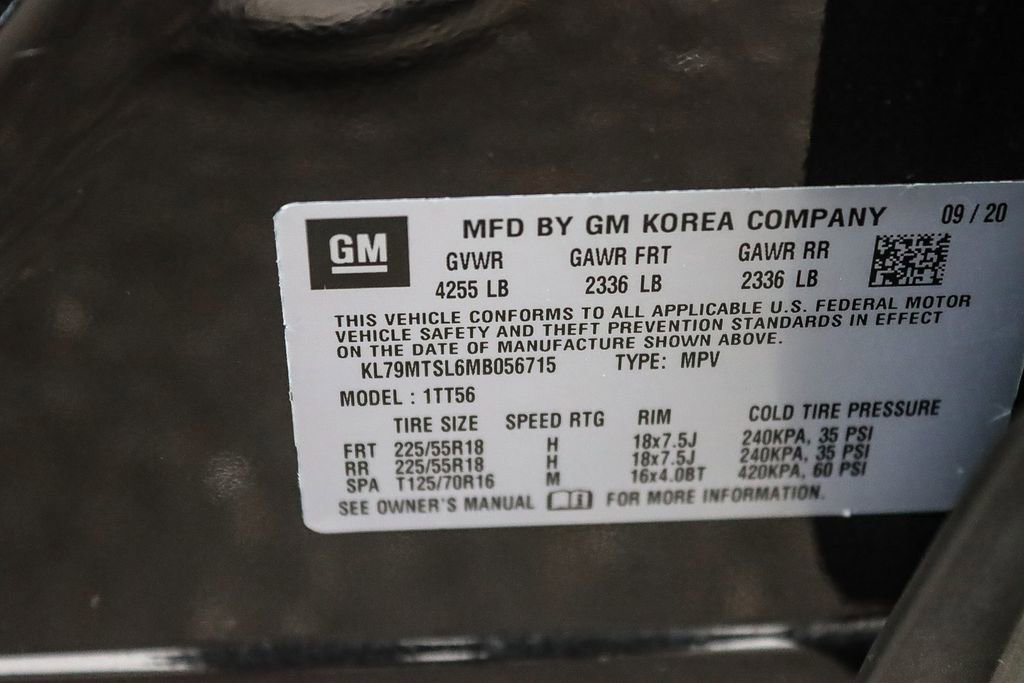 GM
MFD BY GM KOREA COMPANY 09 / 20
GVWR GAWR FRT GAWR RR
4255 LB 2336 LB 2336 LB
THIS VEHICLE CONFORMS TO ALL APPLICABLE U.S. FEDERAL MOTOR
VEHICLE SAFETY AND THEFT PREVENTION STANDARDS IN EFFECT
ON THE DATE OF MANUFACTURE SHOWN ABOVE.
KL79MTSL6MB056715 TYPE: MPV
MODEL : 1TT56
TIRE SIZE SPEED RTG RIM COLD TIRE PRESSURE
FRT 225/55R18 H 18x7.5J 240KPA, 35 PSI
RR 225/55R18 H 18x7.5J 240KPA, 35 PSI
SPA T125/70R16 M 16x4.0BT 420KPA, 60 PSI
SEE OWNER'S MANUAL FOR MORE INFORMATION.